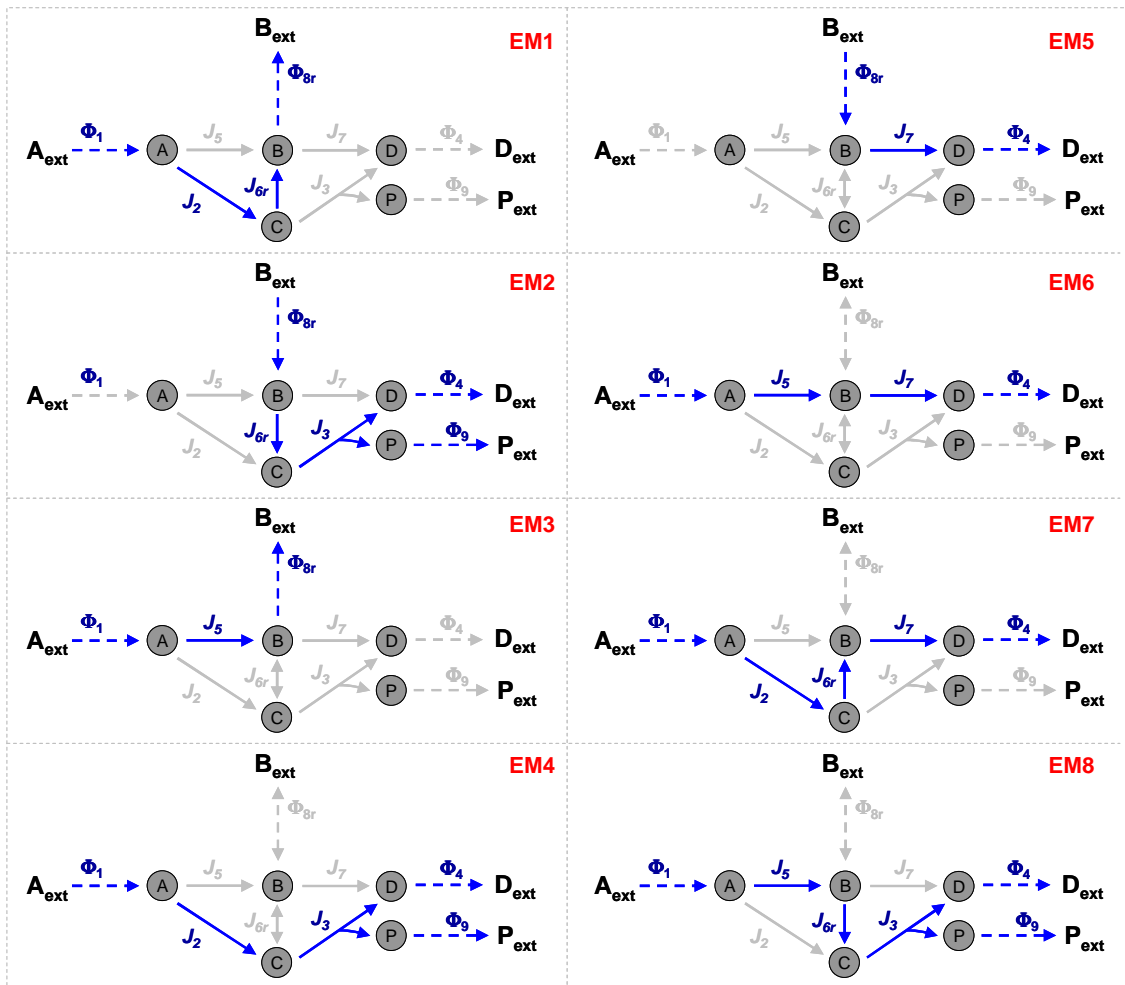 B_ext EM1
Φ_8r
Φ_1 J_5 J_7 Φ_4
A_ext A B D D_ext
J_6r J_3 Φ_9
J_2 P P_ext
C
B_ext EM5
Φ_8r
Φ_1 J_5 J_7 Φ_4
A_ext A B D D_ext
J_6r J_3 Φ_9
J_2 P P_ext
C
B_ext EM2
Φ_8r
Φ_1 J_5 J_7 Φ_4
A_ext A B D D_ext
J_6r J_3 Φ_9
J_2 P P_ext
C
B_ext EM6
Φ_8r
Φ_1 J_5 J_7 Φ_4
A_ext A B D D_ext
J_6r J_3 Φ_9
J_2 P P_ext
C
B_ext EM3
Φ_8r
Φ_1 J_5 J_7 Φ_4
A_ext A B D D_ext
J_6r J_3 Φ_9
J_2 P P_ext
C
B_ext EM7
Φ_8r
Φ_1 J_5 J_7 Φ_4
A_ext A B D D_ext
J_6r J_3 Φ_9
J_2 P P_ext
C
B_ext EM4
Φ_8r
Φ_1 J_5 J_7 Φ_4
A_ext A B D D_ext
J_6r J_3 Φ_9
J_2 P P_ext
C
B_ext EM8
Φ_8r
Φ_1 J_5 J_7 Φ_4
A_ext A B D D_ext
J_6r J_3 Φ_9
J_2 P P_ext
C